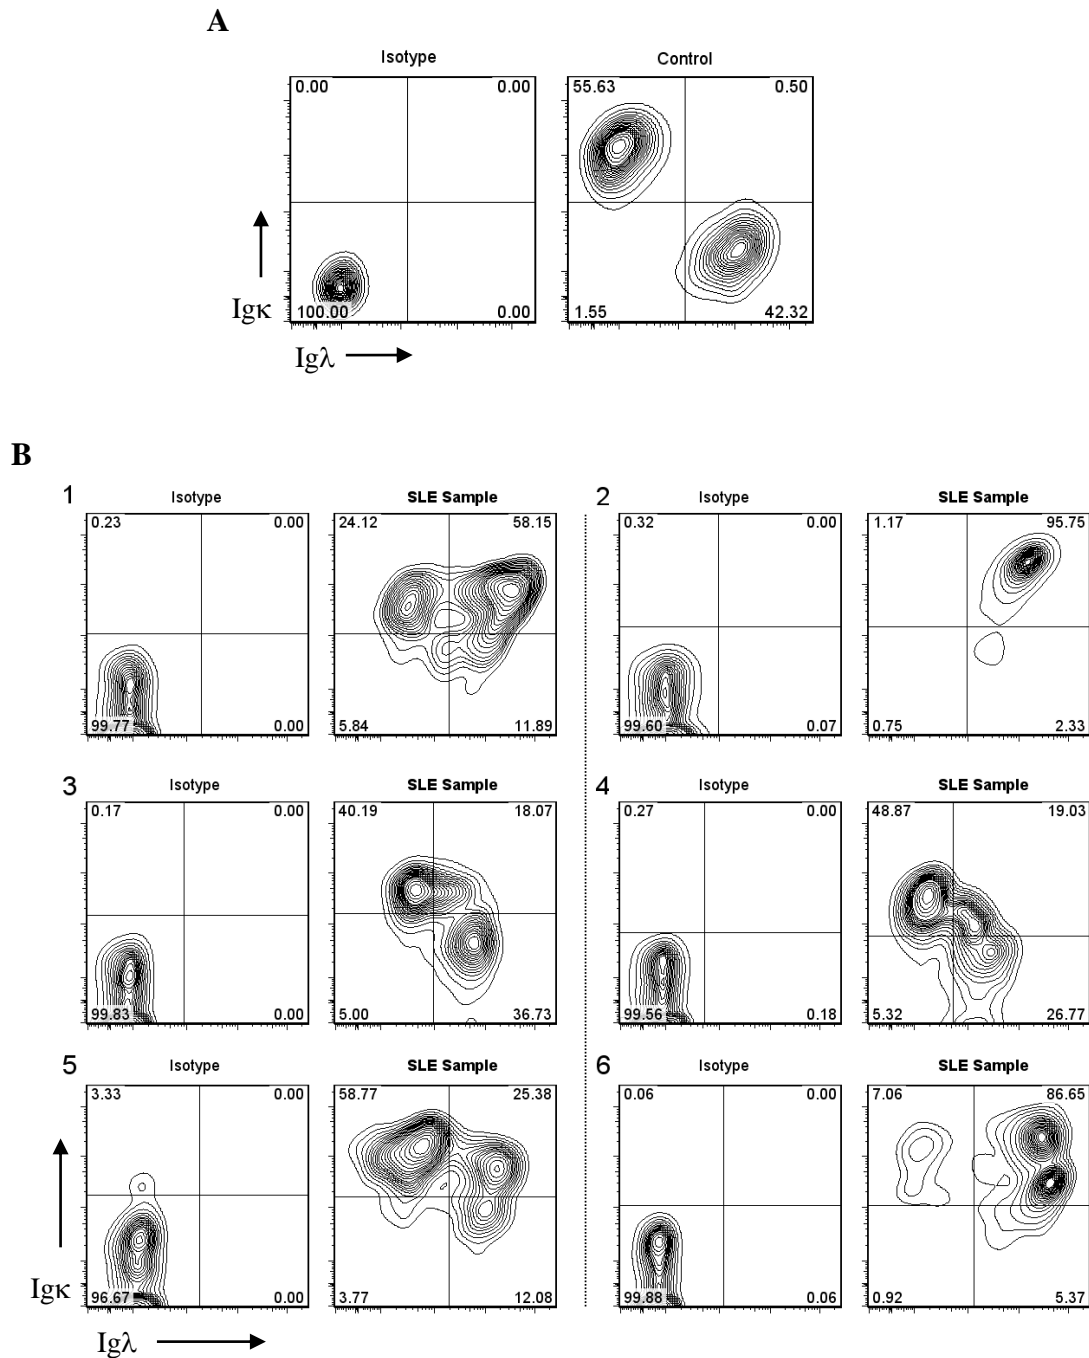 A
Isotype
Control
0.00 0.00
55.63 0.50
Igκ
100.00 0.00
1.55 42.32
Igλ
B
1 Isotype SLE Sample
2 Isotype SLE Sample
0.23 0.00 24.12 58.15
0.32 0.00 1.17 95.75
99.77 0.00 5.84 11.89
99.60 0.07 0.75 2.33
3 Isotype SLE Sample
4 Isotype SLE Sample
0.17 0.00 40.19 18.07
0.27 0.00 48.87 19.03
99.83 0.00 5.00 36.73
99.56 0.18 5.32 26.77
5 Isotype SLE Sample
6 Isotype SLE Sample
3.33 0.00 58.77 25.38
0.06 0.00 7.06 86.65
Igκ
96.67 0.00 3.77 12.08
99.88 0.06 0.92 5.37
Igλ